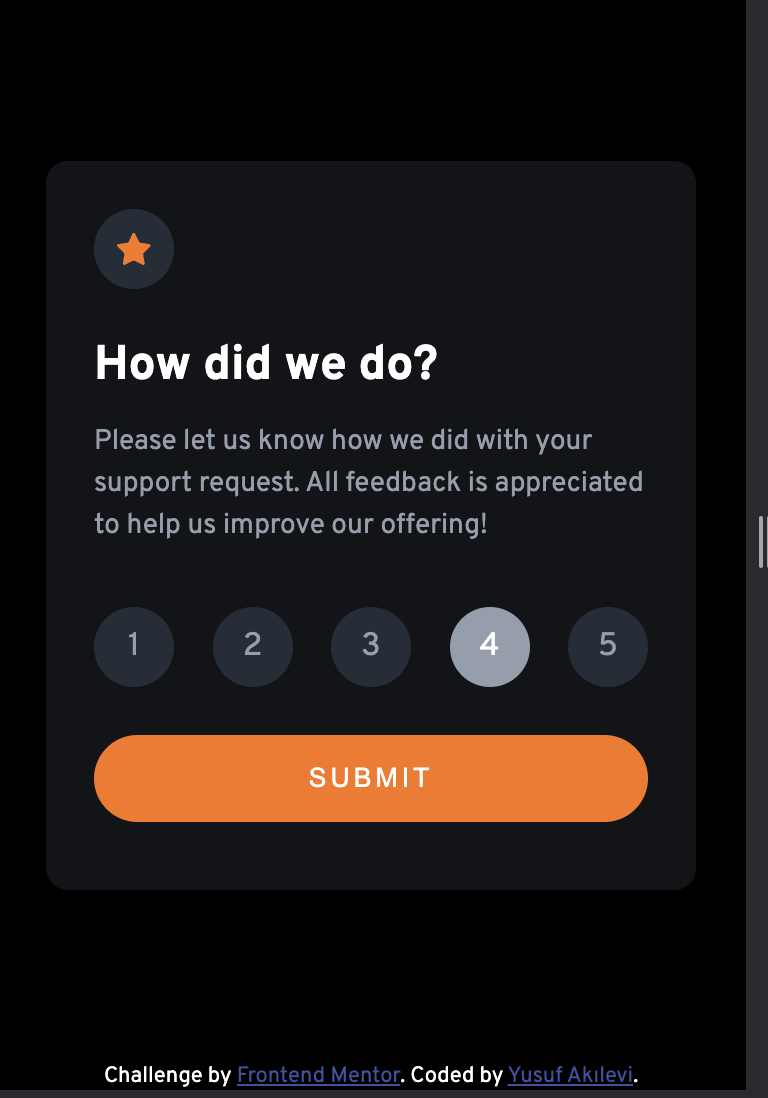 How did we do?
Please let us know how we did with your
support request. All feedback is appreciated
to help us improve our offering!
1 2 3 4 5
SUBMIT
Challenge by Frontend Mentor. Coded by Yusuf Akılevi.